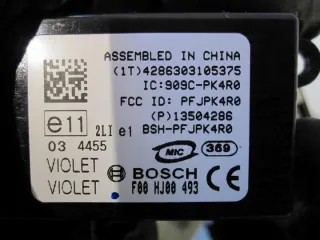 ASSEMBLED IN CHINA
(1T)4286303105375
IC:909C-PK4R0
FCC ID: PFJPK4R0
(P)13504286
e11 2LI e1 BSH-PFJPK4R0
03 4455
MIC 369
VIOLET
VIOLET
BOSCH
F00 HJ00 493
CE